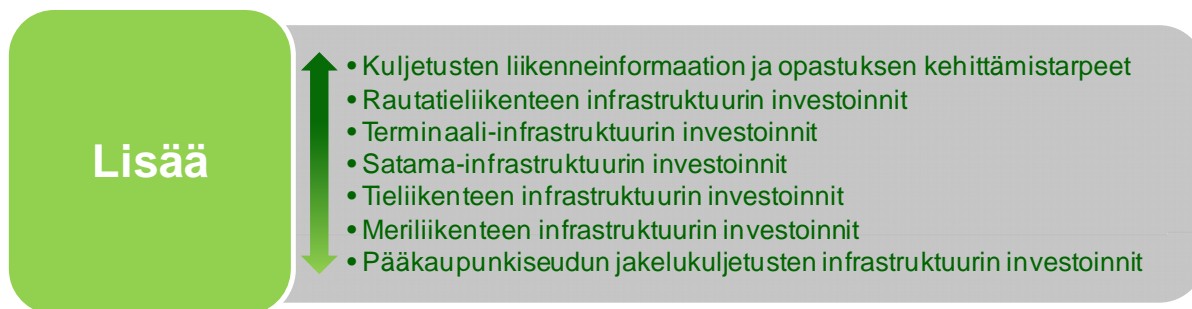 Lisää
• Kuljetusten liikenneinformaation ja opastuksen kehittämistarpeet
• Rautatieliikenteen infrastruktuurin investoinnit
• Terminaali-infrastruktuurin investoinnit
• Satama-infrastruktuurin investoinnit
• Tieliikenteen infrastruktuurin investoinnit
• Meriliikenteen infrastruktuurin investoinnit
• Pääkaupunkiseudun jakelukuljetusten infrastruktuurin investoinnit